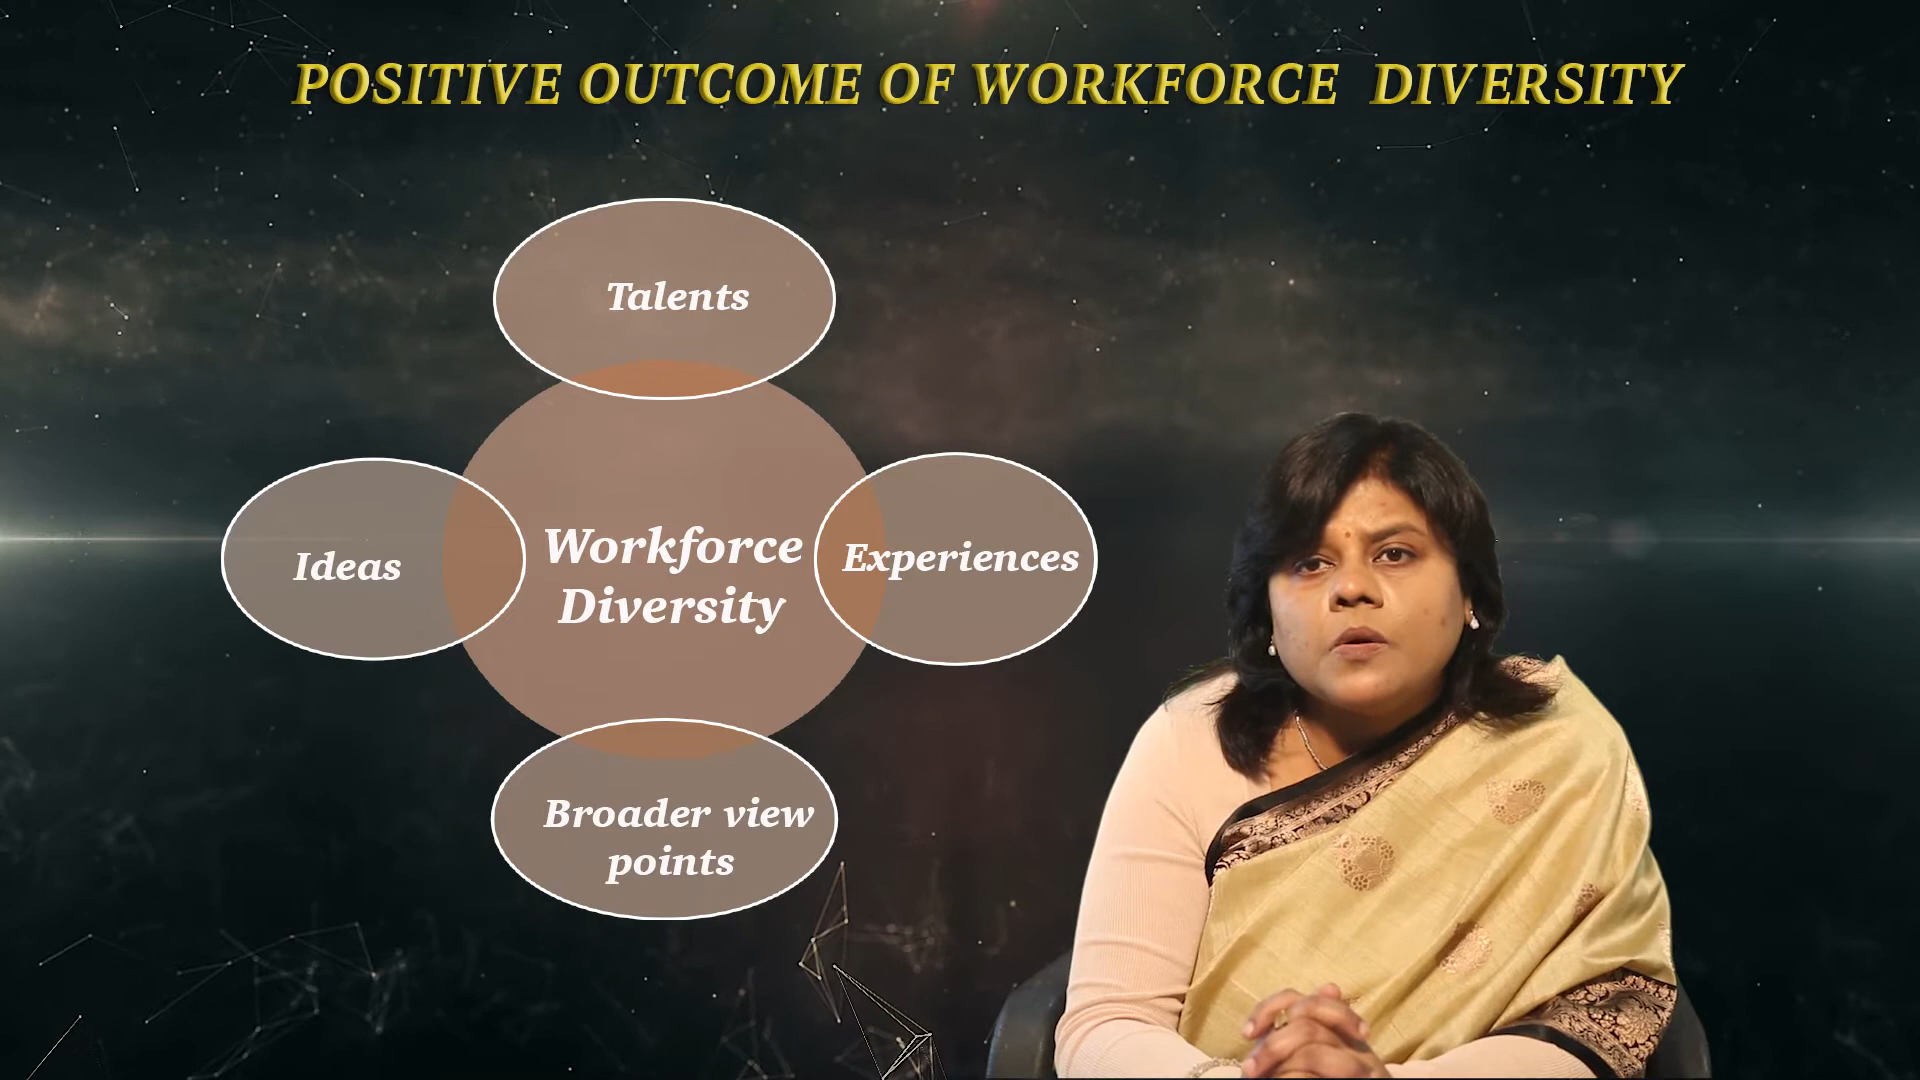 POSITIVE OUTCOME OF WORKFORCE DIVERSITY
Talents
Ideas
Workforce
Diversity
Experiences
Broader view
points